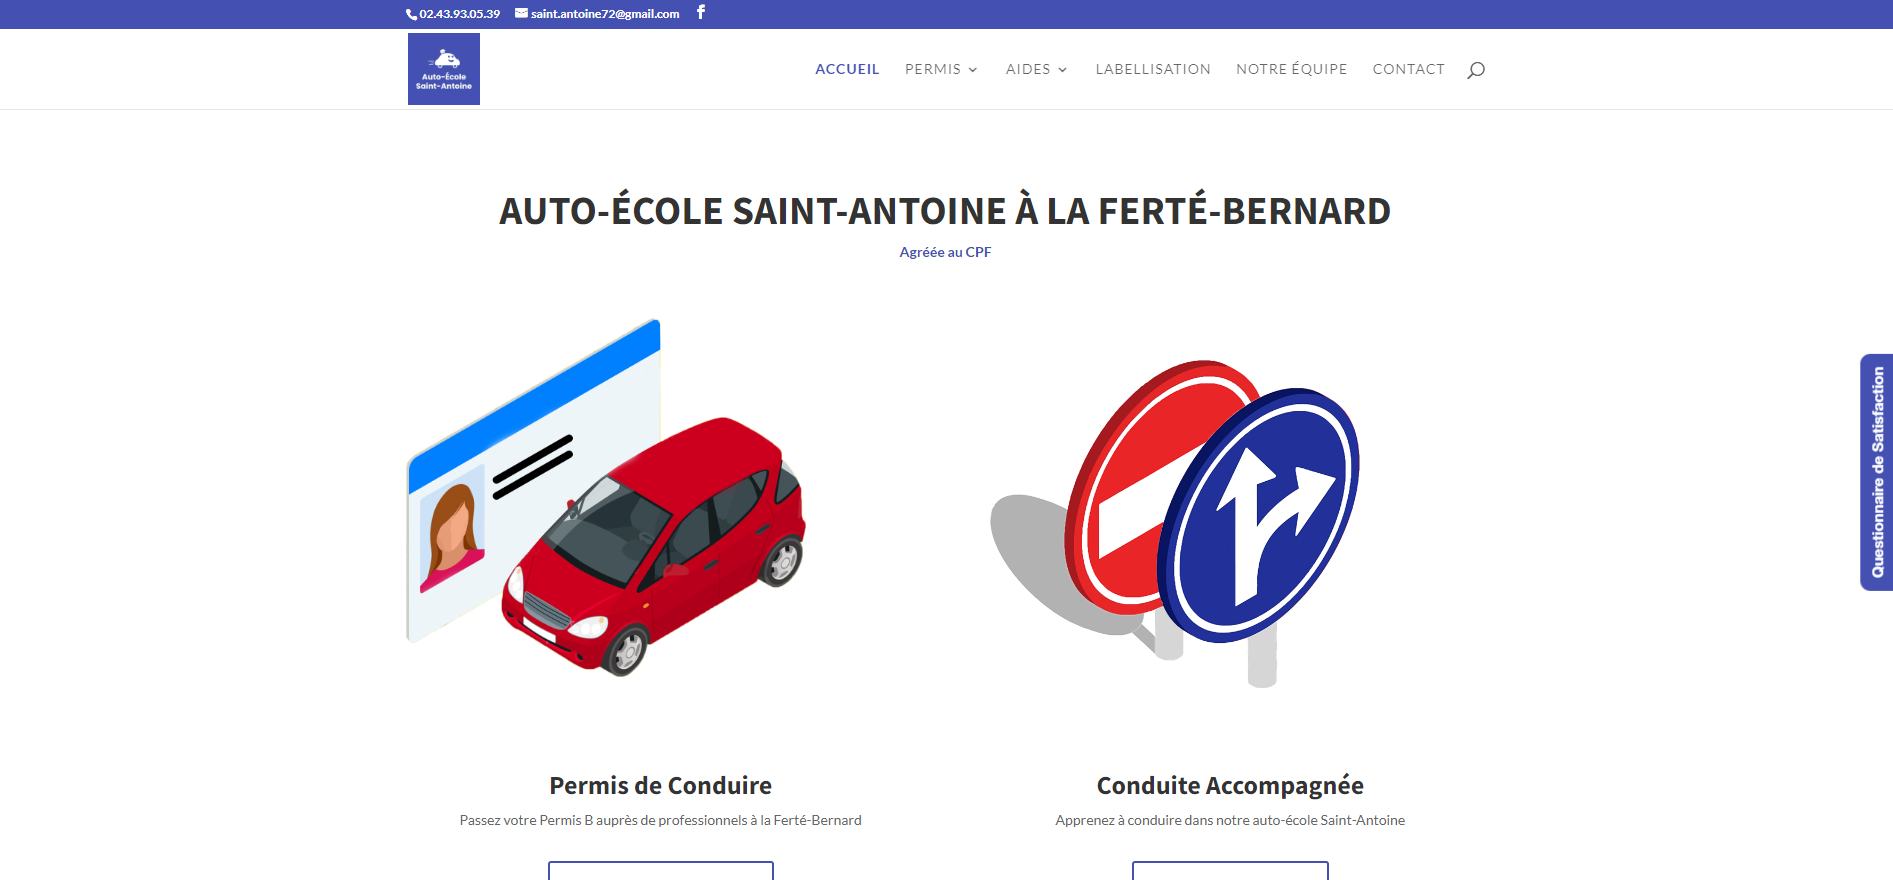 02.43.93.05.39 saint.antoine72@gmail.com
Auto-École
Saint-Antoine
ACCUEIL PERMIS AIDES LABELLISATION NOTRE ÉQUIPE CONTACT
AUTO-ÉCOLE SAINT-ANTOINE À LA FERTÉ-BERNARD
Agréée au CPF
Questionnaire de Satisfaction
Permis de Conduire
Passez votre Permis B auprès de professionnels à la Ferté-Bernard
Conduite Accompagnée
Apprenez à conduire dans notre auto-école Saint-Antoine